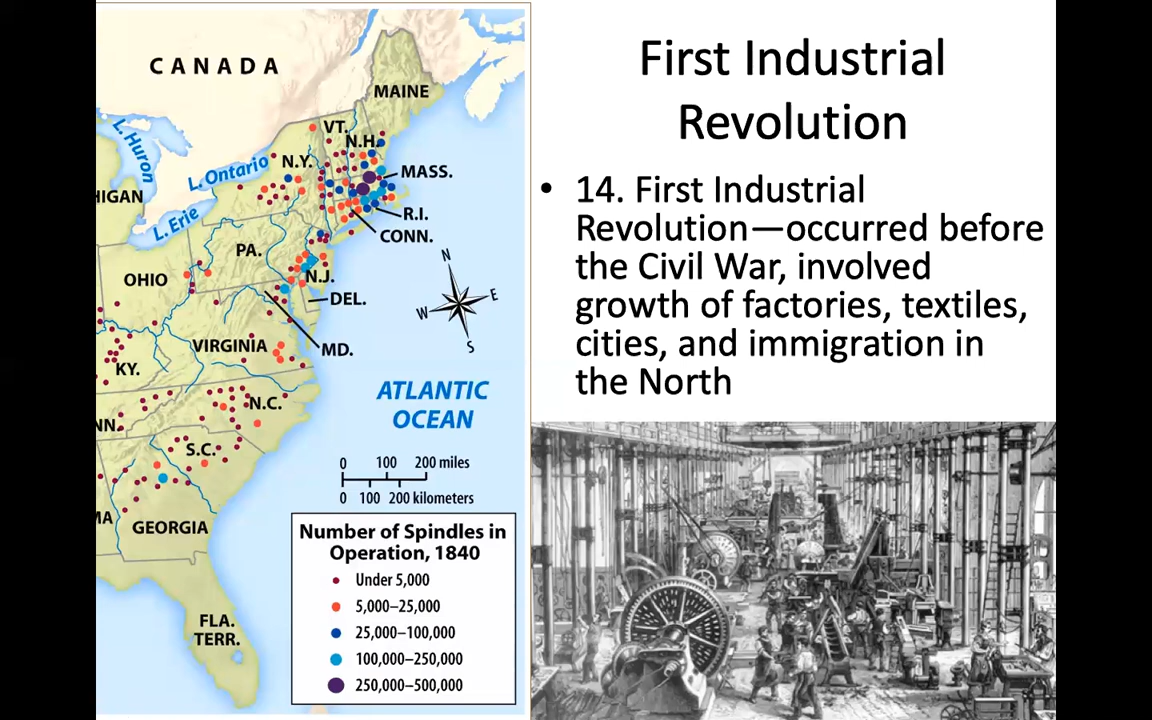 First Industrial
Revolution
• 14. First Industrial
Revolution—occurred before
the Civil War, involved
growth of factories, textiles,
cities, and immigration in
the North
CANADA
MAINE
L. Huron
VT.
N.H.
N.Y.
L. Ontario
MASS.
HIGAN
L. Erie
R.I.
CONN.
PA.
N
OHIO
N.J.
E
DEL.
W
S
VIRGINIA
MD.
KY.
ATLANTIC
OCEAN
N.C.
NN.
S.C.
0 100 200 miles
0 100 200 kilometers
MA
GEORGIA
Number of Spindles in
Operation, 1840
Under 5,000
5,000–25,000
25,000–100,000
100,000–250,000
250,000–500,000
FLA.
TERR.